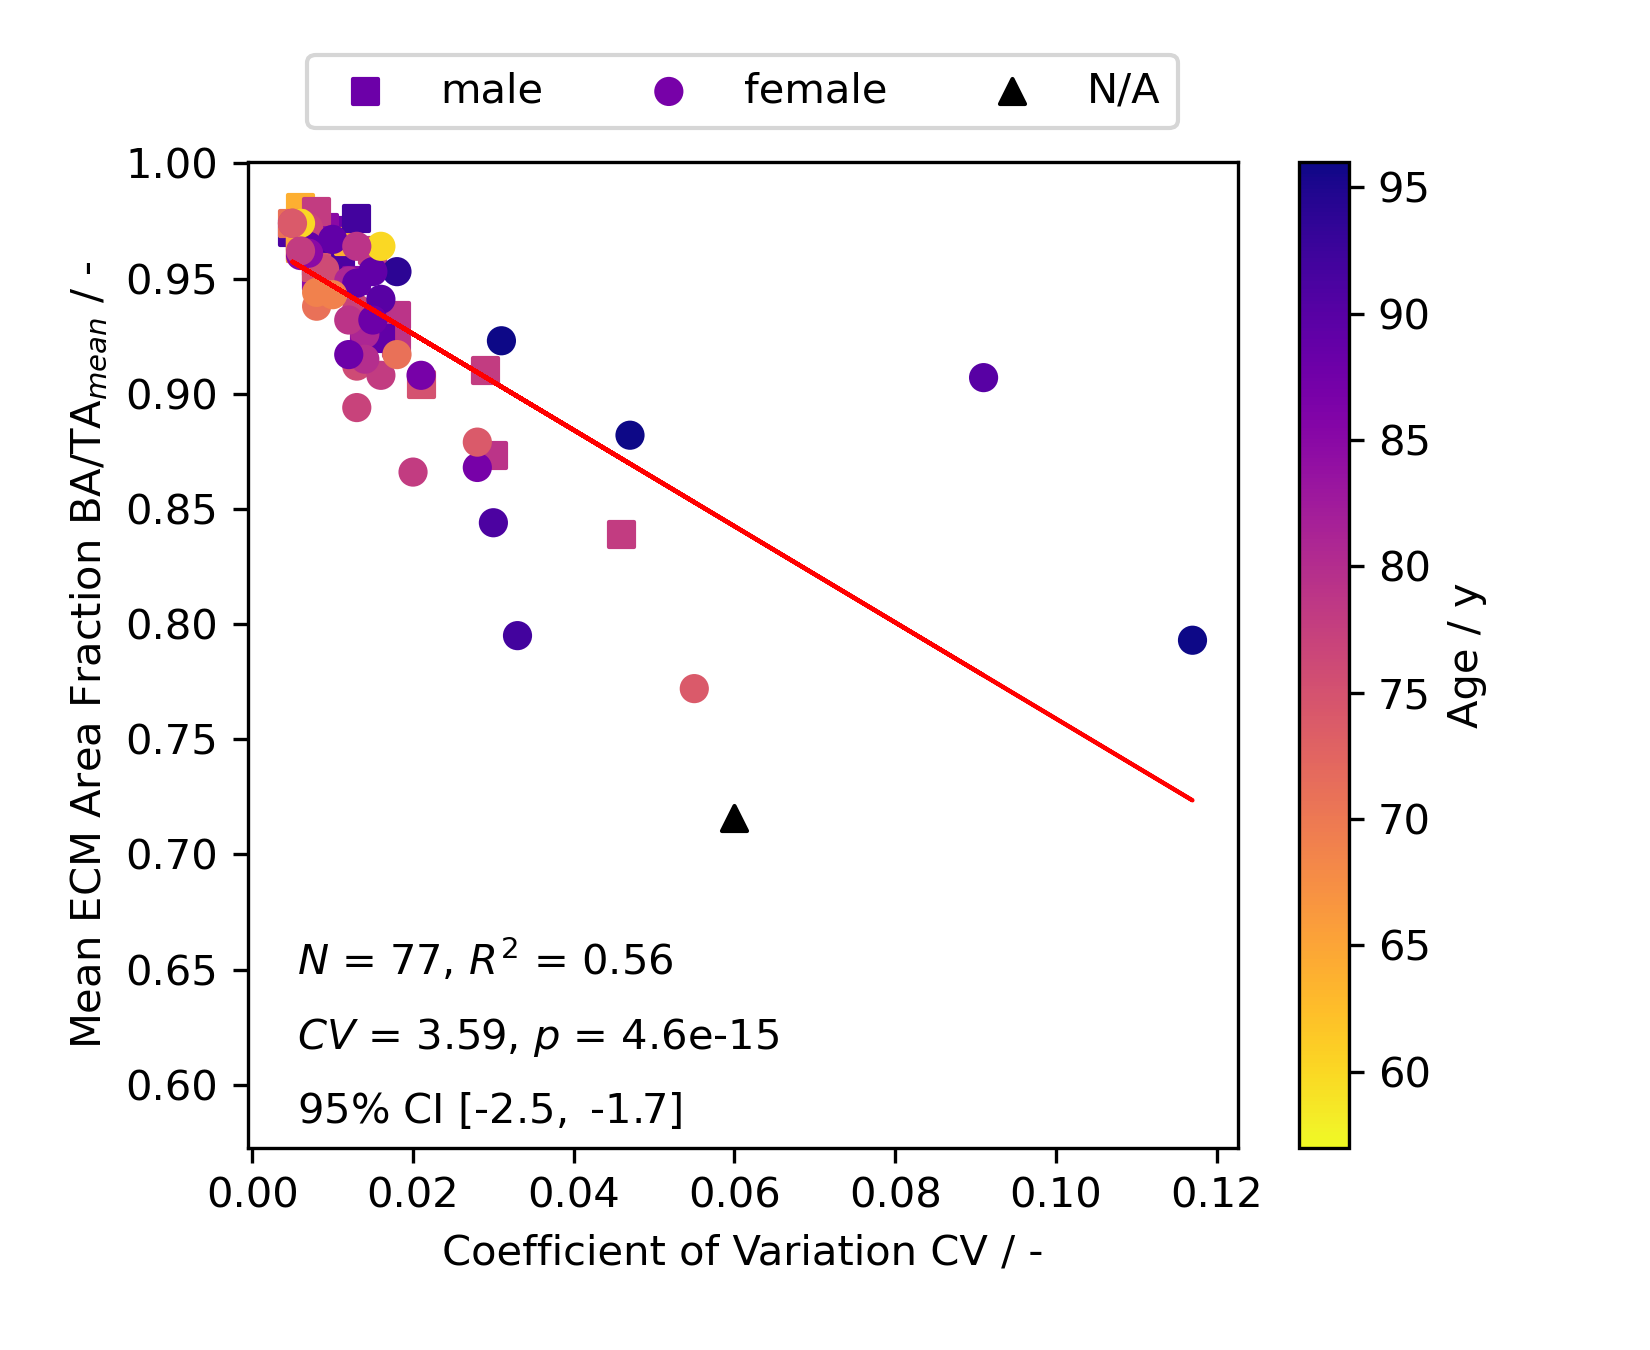 male female N/A
1.00
0.95
0.90
0.85
0.80
0.75
0.70
0.65
0.60
Mean ECM Area Fraction BA/TA_mean / -
N = 77, R² = 0.56
CV = 3.59, p = 4.6e-15
95% CI [-2.5, -1.7]
0.00 0.02 0.04 0.06 0.08 0.10 0.12
Coefficient of Variation CV / -
95
90
85
80
75
70
65
60
Age / y